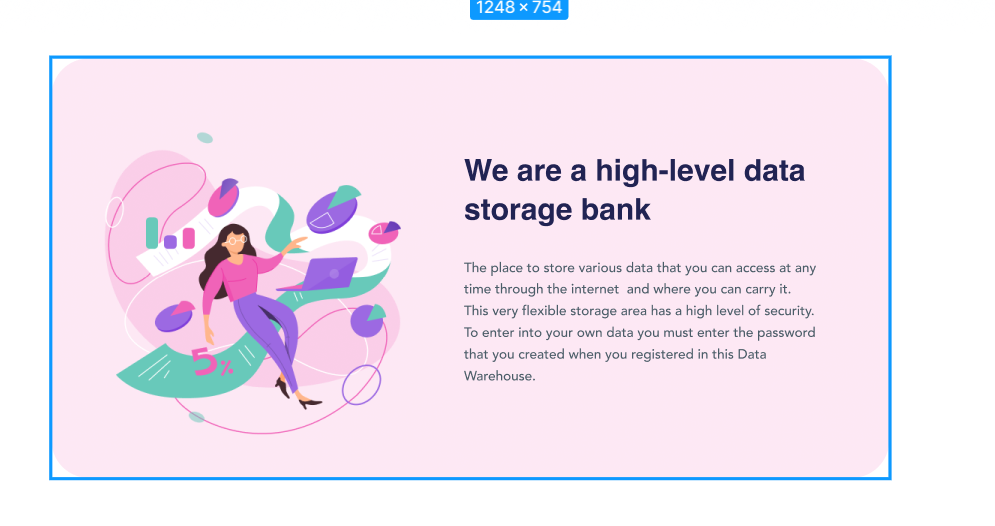 1248 × 754
We are a high-level data
storage bank
The place to store various data that you can access at any
time through the internet  and where you can carry it.
This very flexible storage area has a high level of security.
To enter into your own data you must enter the password
that you created when you registered in this Data
Warehouse.
5%